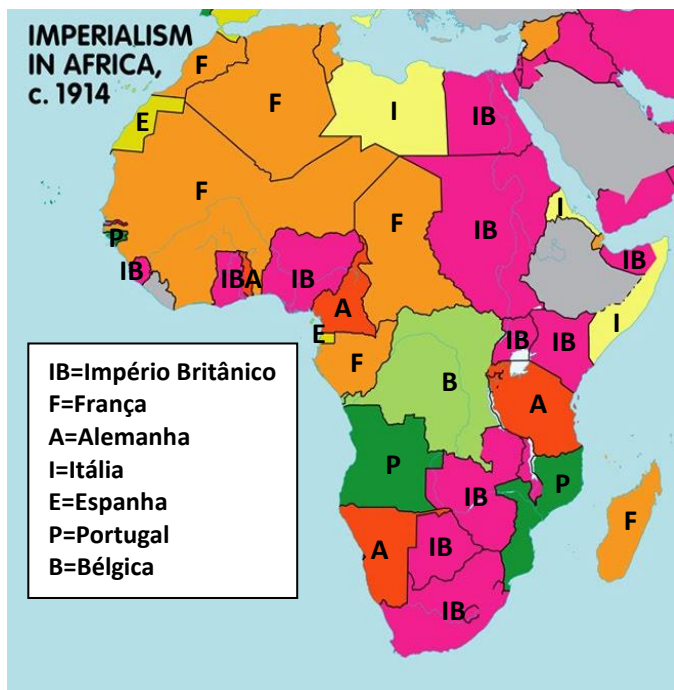 IMPERIALISM
IN AFRICA,
c. 1914
F
F
I
IB
E
F
F
IB
I
P
IB
IB
A
IB
IB
A
I
E
F
B
IB
IB
A
P
IB
P
F
A
IB
IB
IB=Império Britânico
F=França
A=Alemanha
I=Itália
E=Espanha
P=Portugal
B=Bélgica